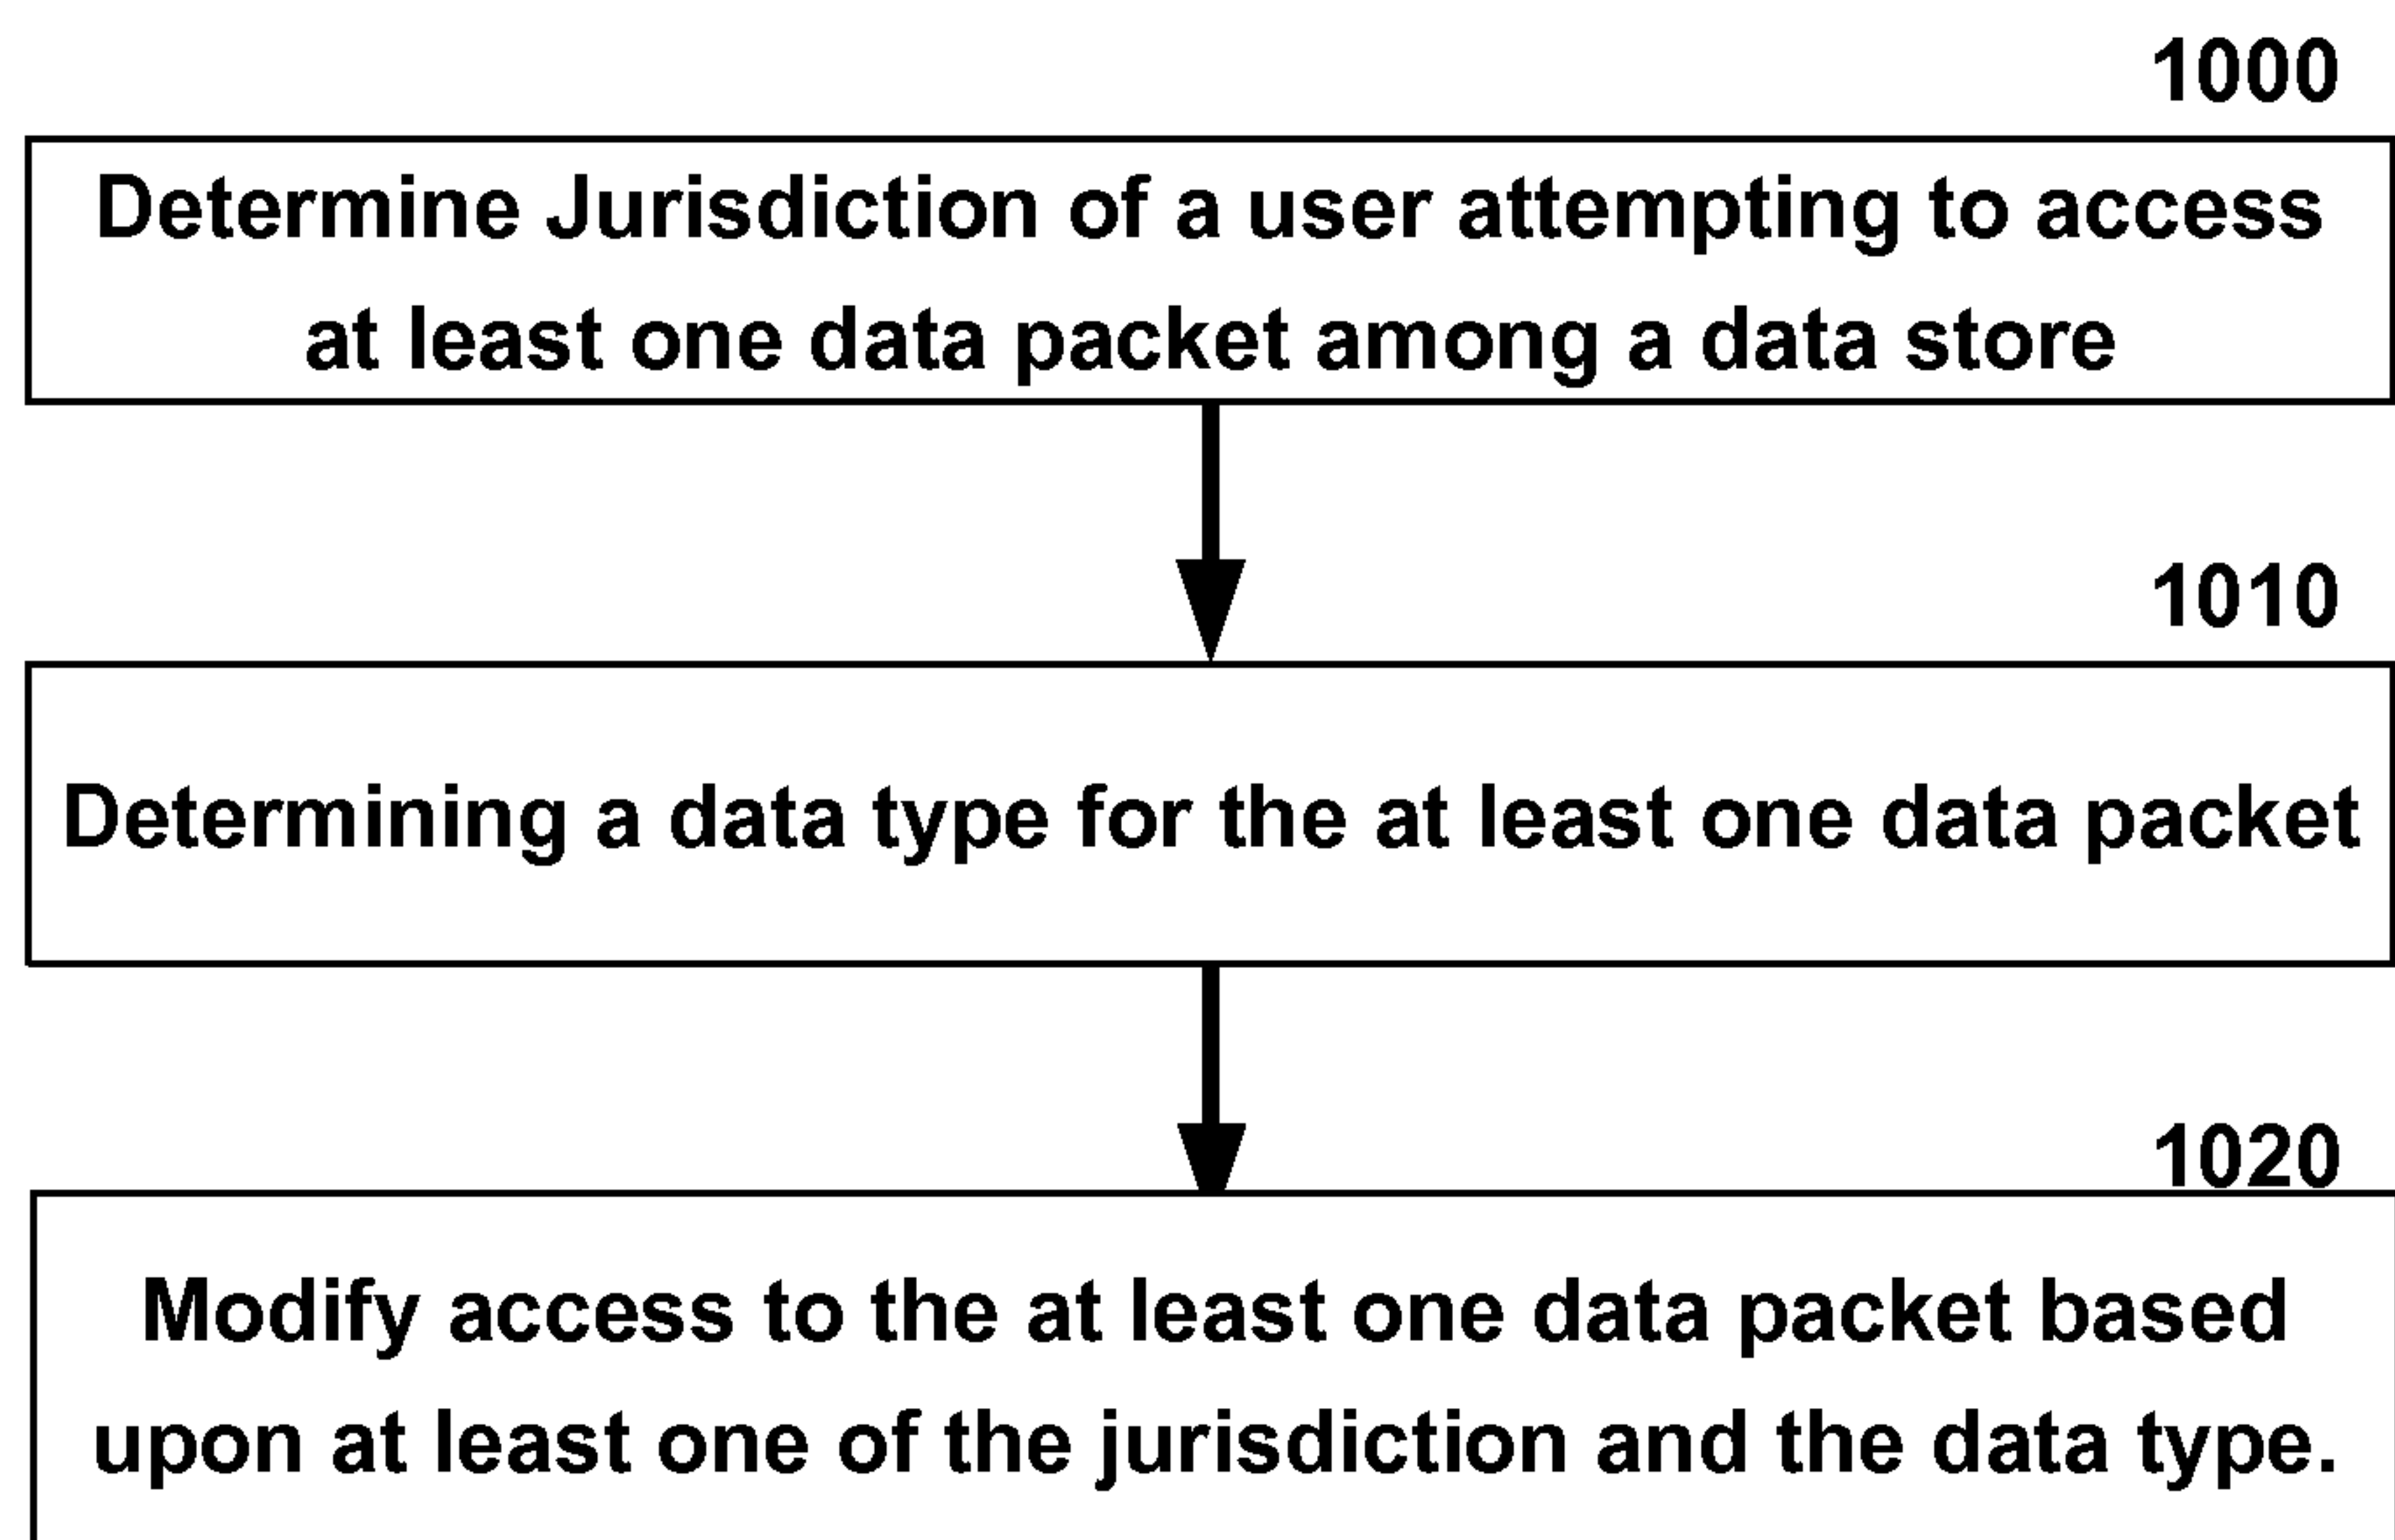 1000
Determine Jurisdiction of a user attempting to access
at least one data packet among a data store
1010
Determining a data type for the at least one data packet
1020
Modify access to the at least one data packet based
upon at least one of the jurisdiction and the data type.